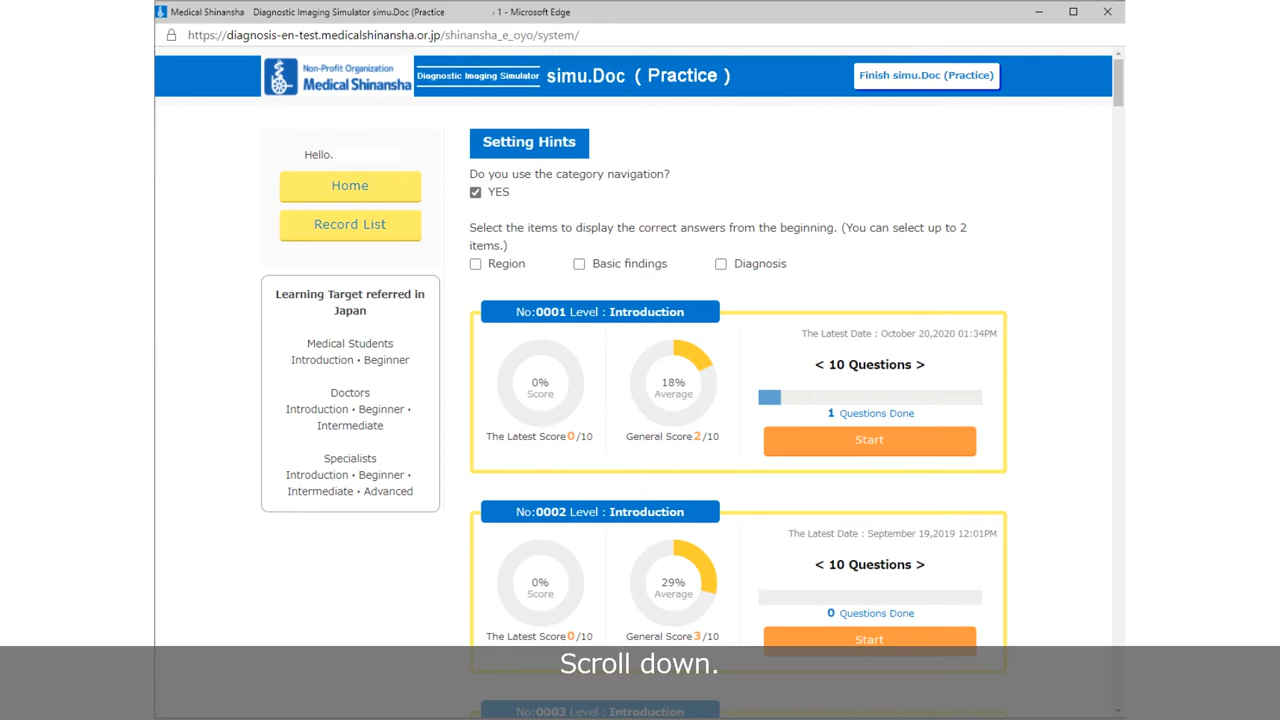 Medical Shinansha Diagnostic Imaging Simulator simu.Doc (Practice 1 - Microsoft Edge
https://diagnosis-en-test.medicalshinansha.or.jp/shinansha_e_oyo/system/
Non-Profit Organization
Medical Shinansha
Diagnostic Imaging Simulator
simu.Doc ( Practice )
Finish simu.Doc (Practice)
Hello.
Home
Record List
Learning Target referred in
Japan
Medical Students
Introduction・Beginner
Doctors
Introduction・Beginner・
Intermediate
Specialists
Introduction・Beginner・
Intermediate・Advanced
Setting Hints
Do you use the category navigation?
YES
Select the items to display the correct answers from the beginning. (You can select up to 2
items.)
Region Basic findings Diagnosis
No:0001 Level : Introduction
0%
Score
The Latest Score 0 /10
18%
Average
General Score 2 /10
The Latest Date : October 20,2020 01:34PM
< 10 Questions >
1 Questions Done
Start
No:0002 Level : Introduction
0%
Score
The Latest Score 0 /10
29%
Average
General Score 3 /10
The Latest Date : September 19,2019 12:01PM
< 10 Questions >
0 Questions Done
Start
Scroll down.
No:0003 Level : Introduction